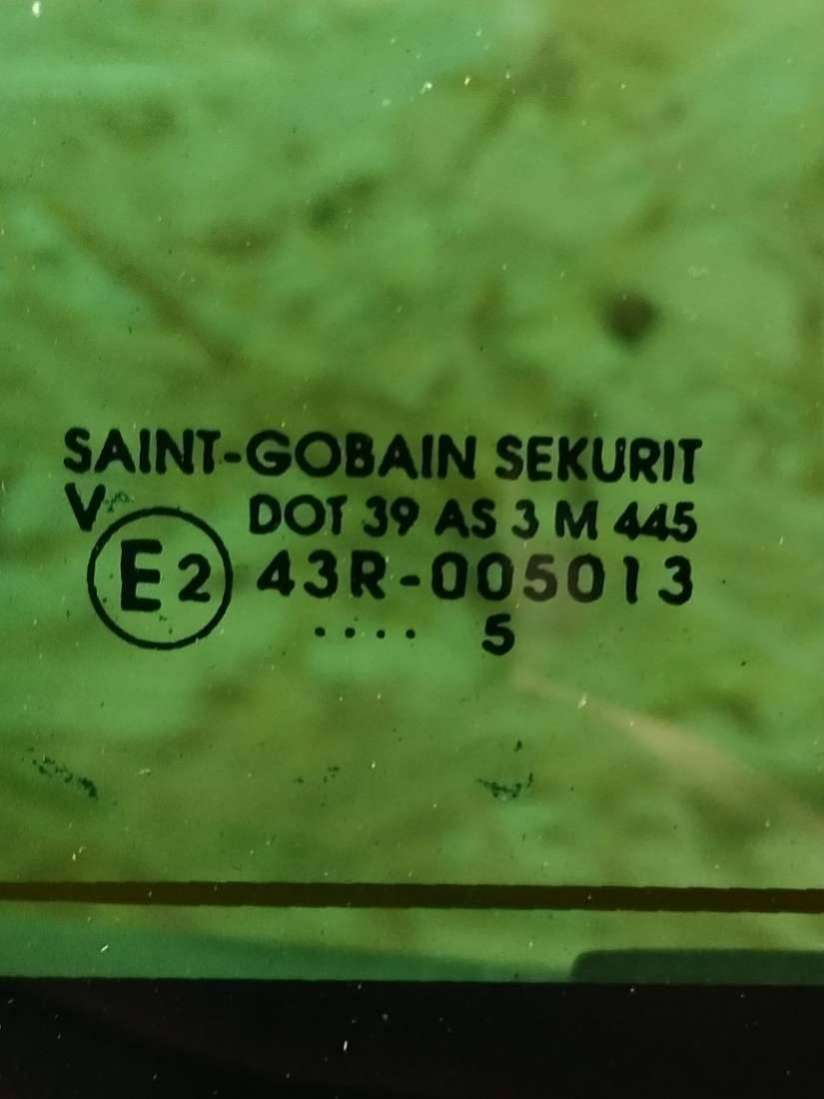 SAINT-GOBAIN SEKURIT
V DOT 39 AS 3 M 445
E2 43R-005013
.... 5